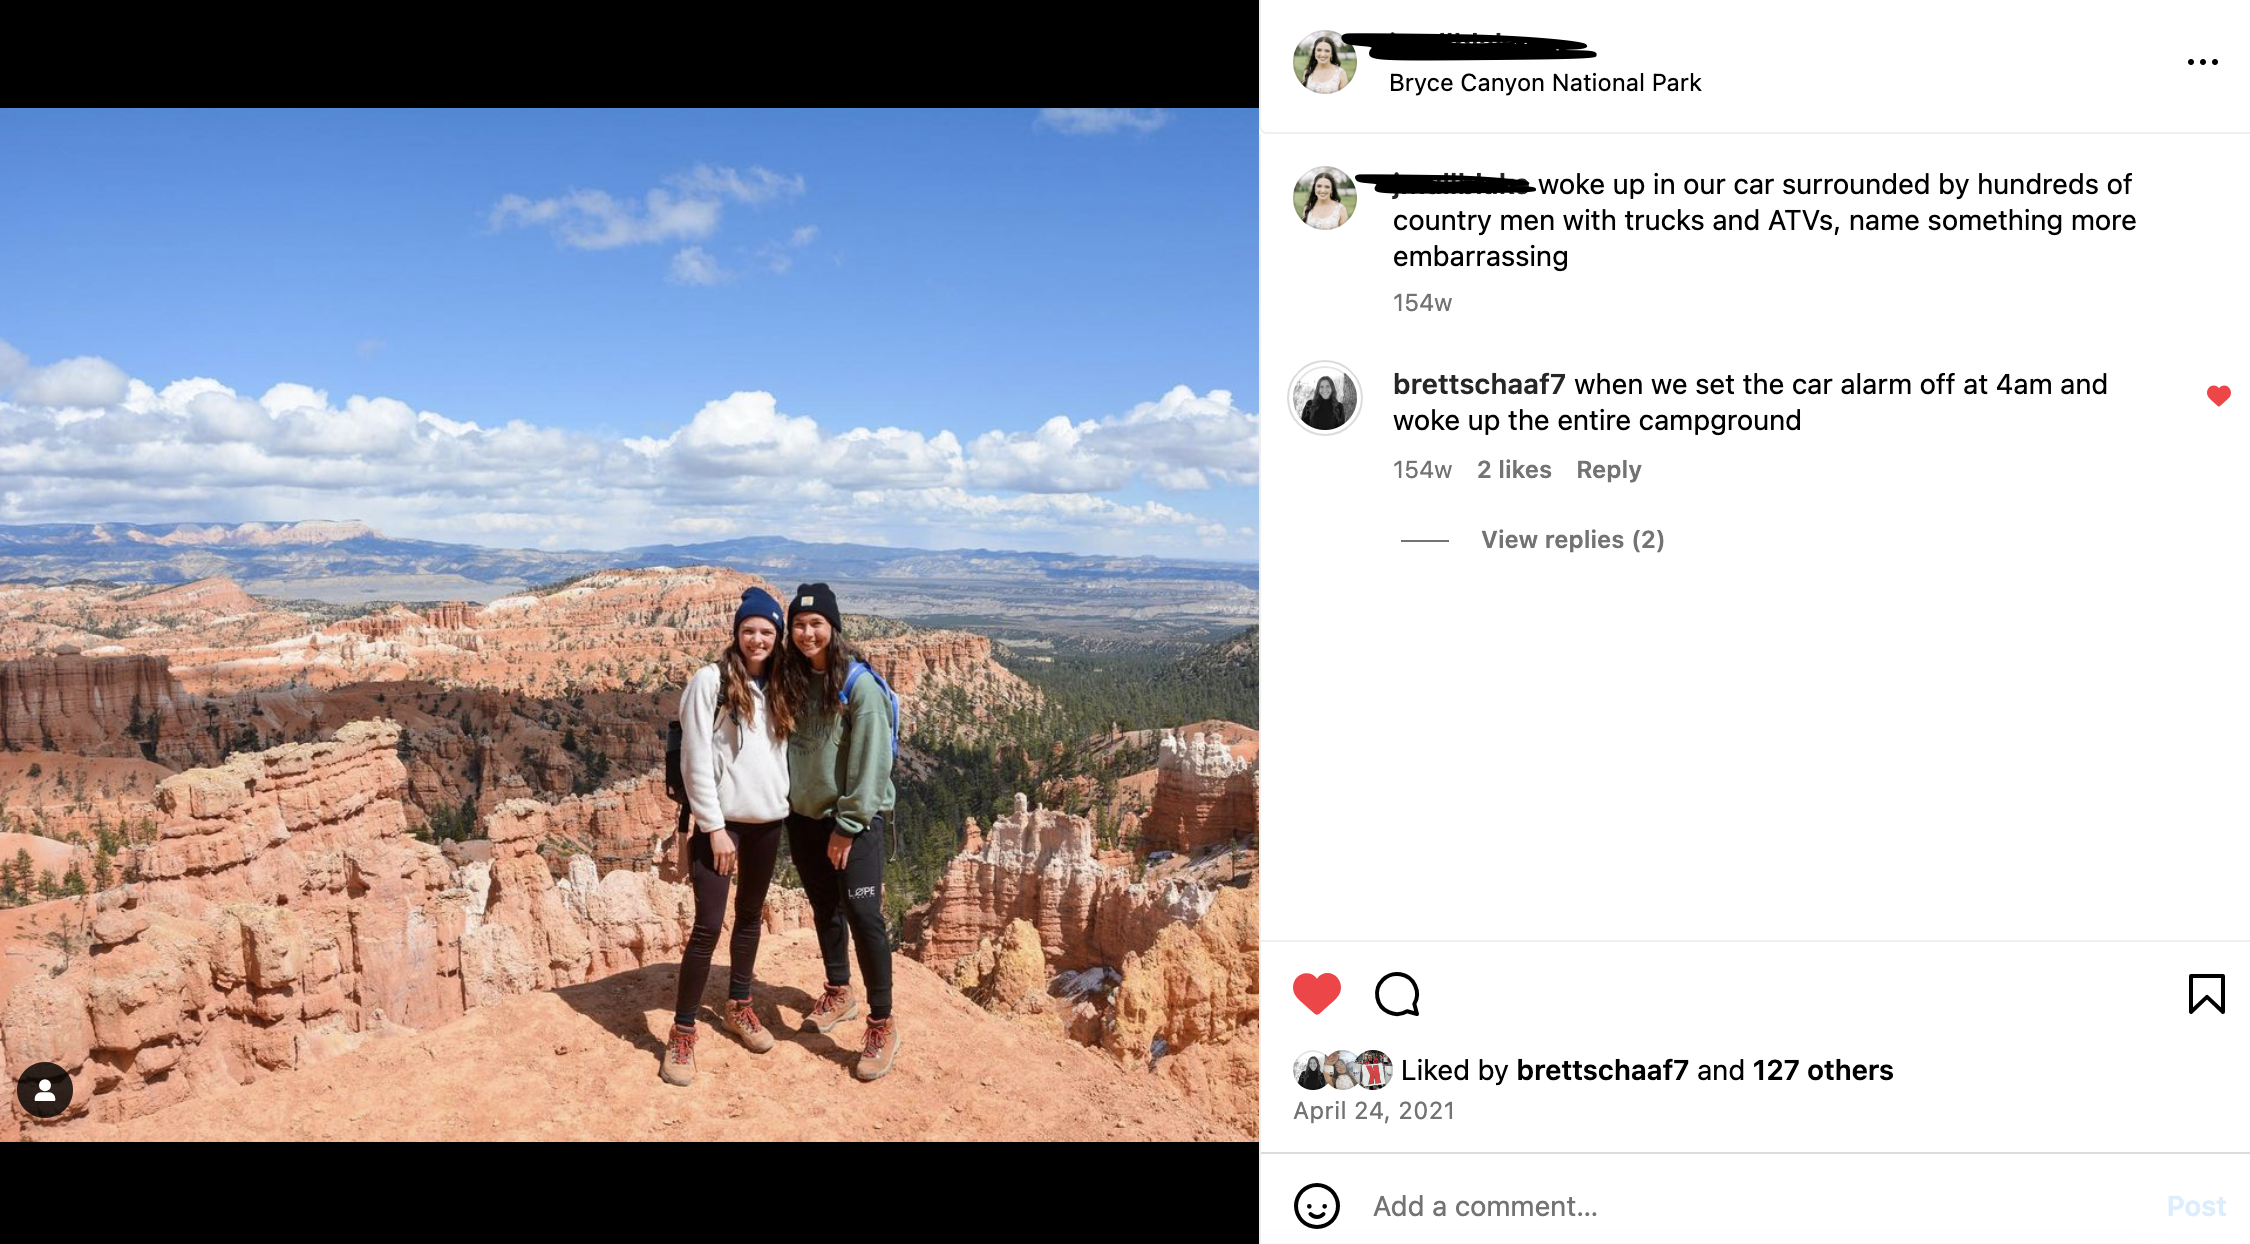 Bryce Canyon National Park
woke up in our car surrounded by hundreds of
country men with trucks and ATVs, name something more
embarrassing
154w
brettschaaf7 when we set the car alarm off at 4am and
woke up the entire campground
154w 2 likes Reply
View replies (2)
LØPE
Liked by brettschaaf7 and 127 others
April 24, 2021
Add a comment...
Post